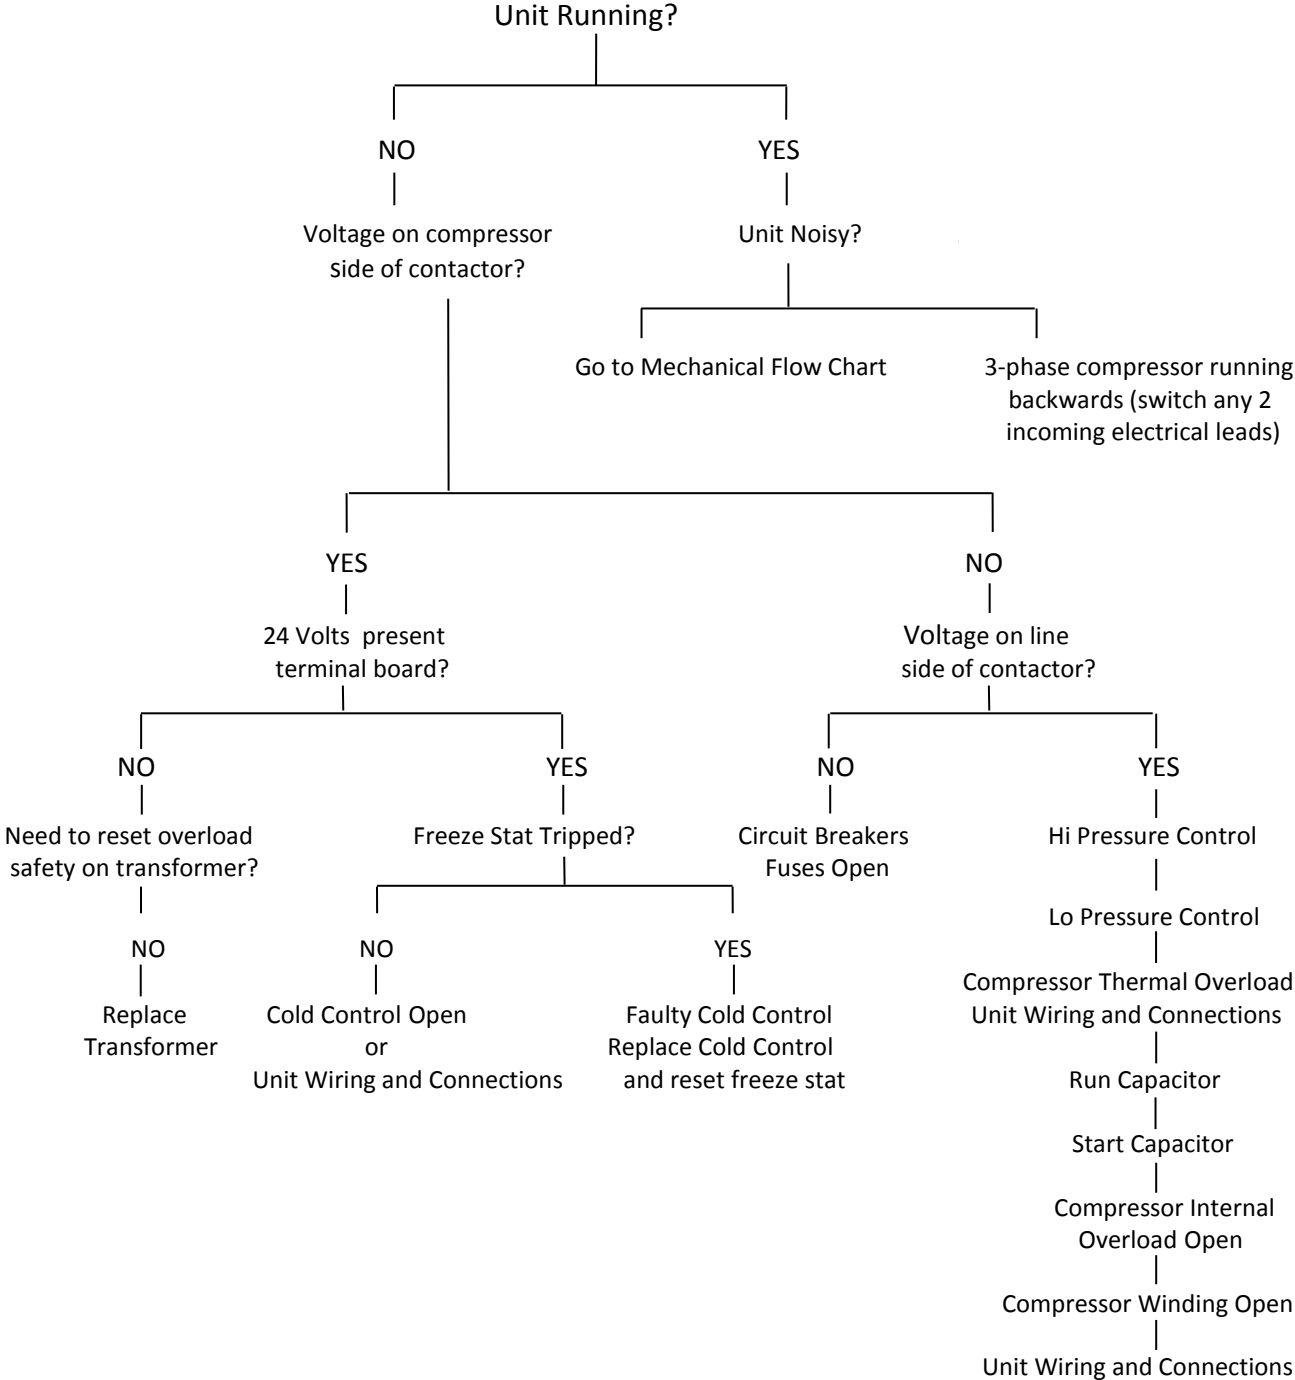 Unit Running?
NO
YES
Voltage on compressor
side of contactor?
Unit Noisy?
Go to Mechanical Flow Chart
3-phase compressor running
backwards (switch any 2
incoming electrical leads)
YES
NO
24 Volts present
terminal board?
Voltage on line
side of contactor?
NO
YES
NO
YES
Need to reset overload
safety on transformer?
Freeze Stat Tripped?
Circuit Breakers
Fuses Open
Hi Pressure Control
Lo Pressure Control
NO
NO
YES
Replace
Transformer
Cold Control Open
or
Unit Wiring and Connections
Faulty Cold Control
Replace Cold Control
and reset freeze stat
Compressor Thermal Overload
Unit Wiring and Connections
Run Capacitor
Start Capacitor
Compressor Internal
Overload Open
Compressor Winding Open
Unit Wiring and Connections